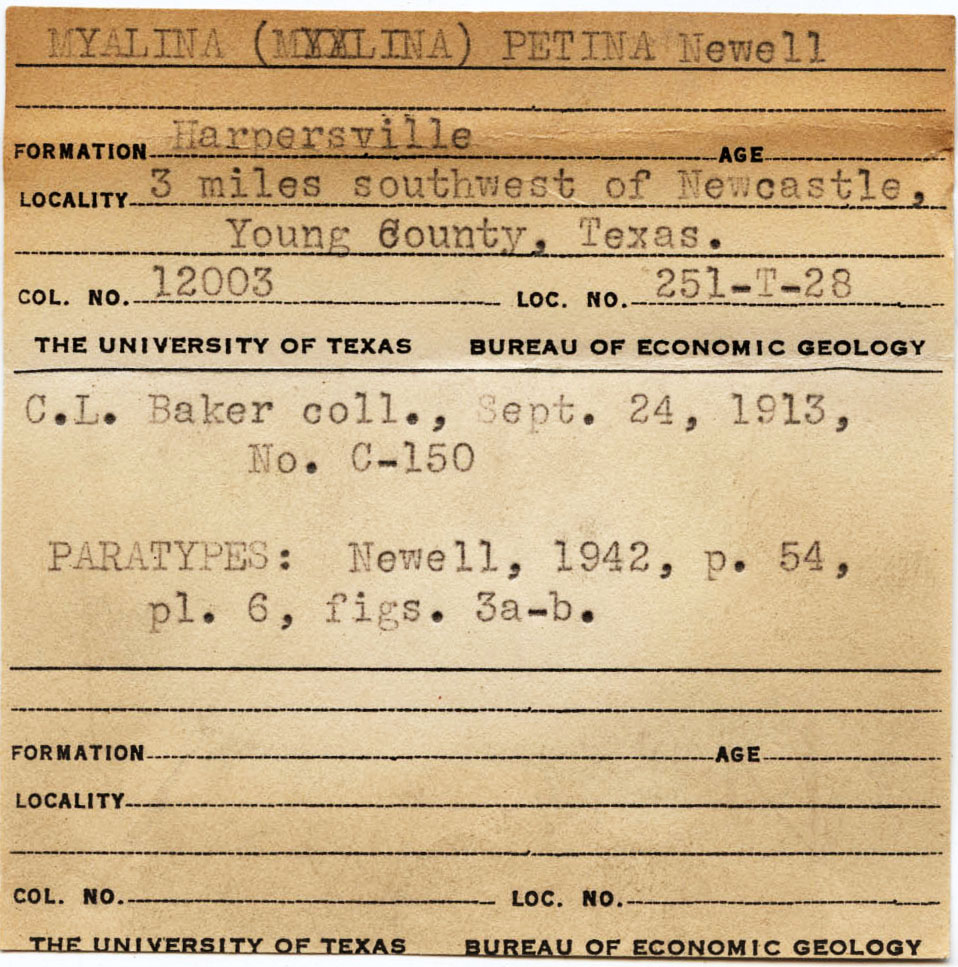 MYALINA (MYALINA) PETINA Newell
FORMATION Harpersville AGE
LOCALITY 3 miles southwest of Newcastle,
Young County, Texas.
COL. NO. 12003 LOC. NO. 251-T-28
THE UNIVERSITY OF TEXAS BUREAU OF ECONOMIC GEOLOGY
C.L. Baker coll., Sept. 24, 1913,
No. C-150
PARATYPES: Newell, 1942, p. 54,
pl. 6, figs. 3a-b.
FORMATION AGE
LOCALITY
COL. NO. LOC. NO.
THE UNIVERSITY OF TEXAS BUREAU OF ECONOMIC GEOLOGY